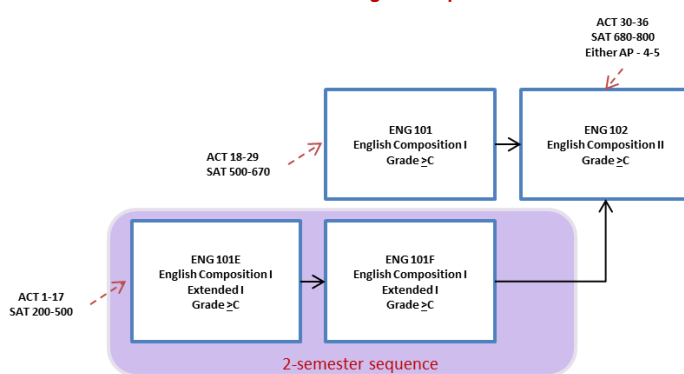 ACT 30-36
SAT 680-800
Either AP - 4-5
ENG 101
English Composition I
Grade >C
ENG 102
English Composition II
Grade >C
ACT 18-29
SAT 500-670
ENG 101E
English Composition I
Extended I
Grade >C
ENG 101F
English Composition I
Extended I
Grade >C
ACT 1-17
SAT 200-500
2-semester sequence